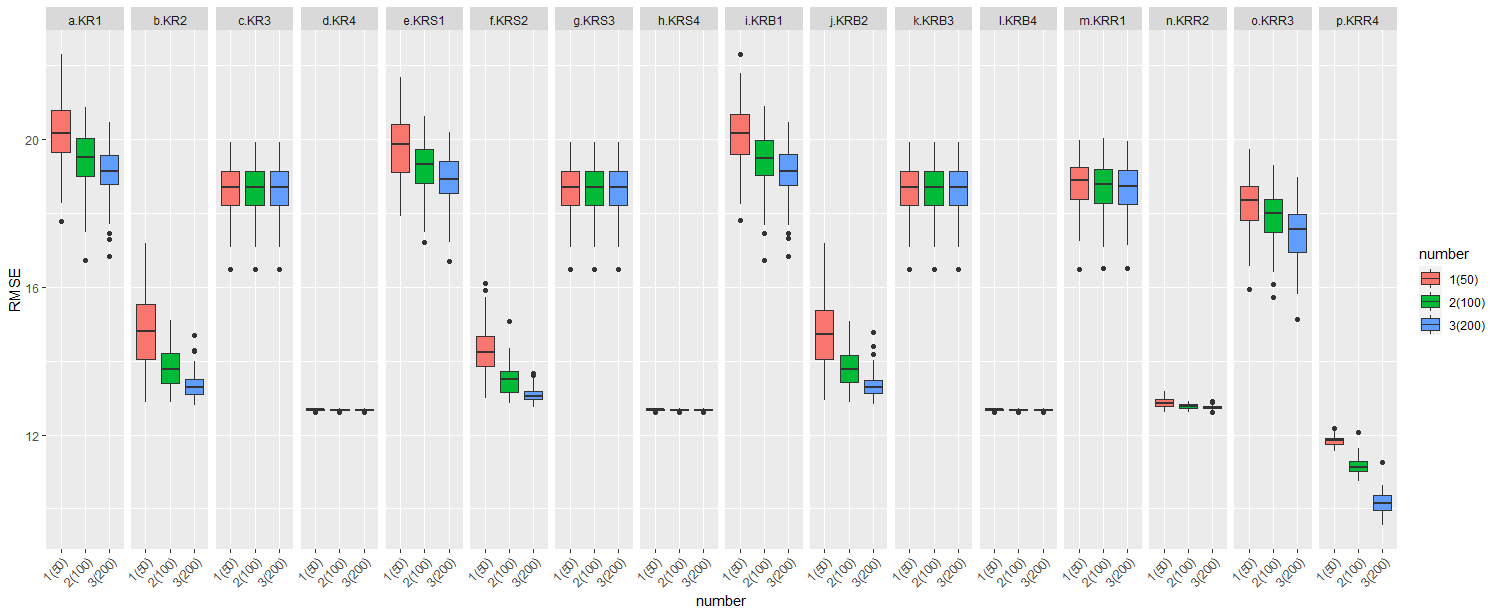 a.KR1 b.KR2 c.KR3 d.KR4 e.KRS1 f.KRS2 g.KRS3 h.KRS4 i.KRB1 j.KRB2 k.KRB3 l.KRB4 m.KRR1 n.KRR2 o.KRR3 p.KRR4
20
16
12
RMSE
1(50) 2(100) 3(200) 1(50) 2(100) 3(200) 1(50) 2(100) 3(200) 1(50) 2(100) 3(200) 1(50) 2(100) 3(200) 1(50) 2(100) 3(200) 1(50) 2(100) 3(200) 1(50) 2(100) 3(200) 1(50) 2(100) 3(200) 1(50) 2(100) 3(200) 1(50) 2(100) 3(200) 1(50) 2(100) 3(200) 1(50) 2(100) 3(200) 1(50) 2(100) 3(200) 1(50) 2(100) 3(200) 1(50) 2(100) 3(200)
number
number
1(50)
2(100)
3(200)